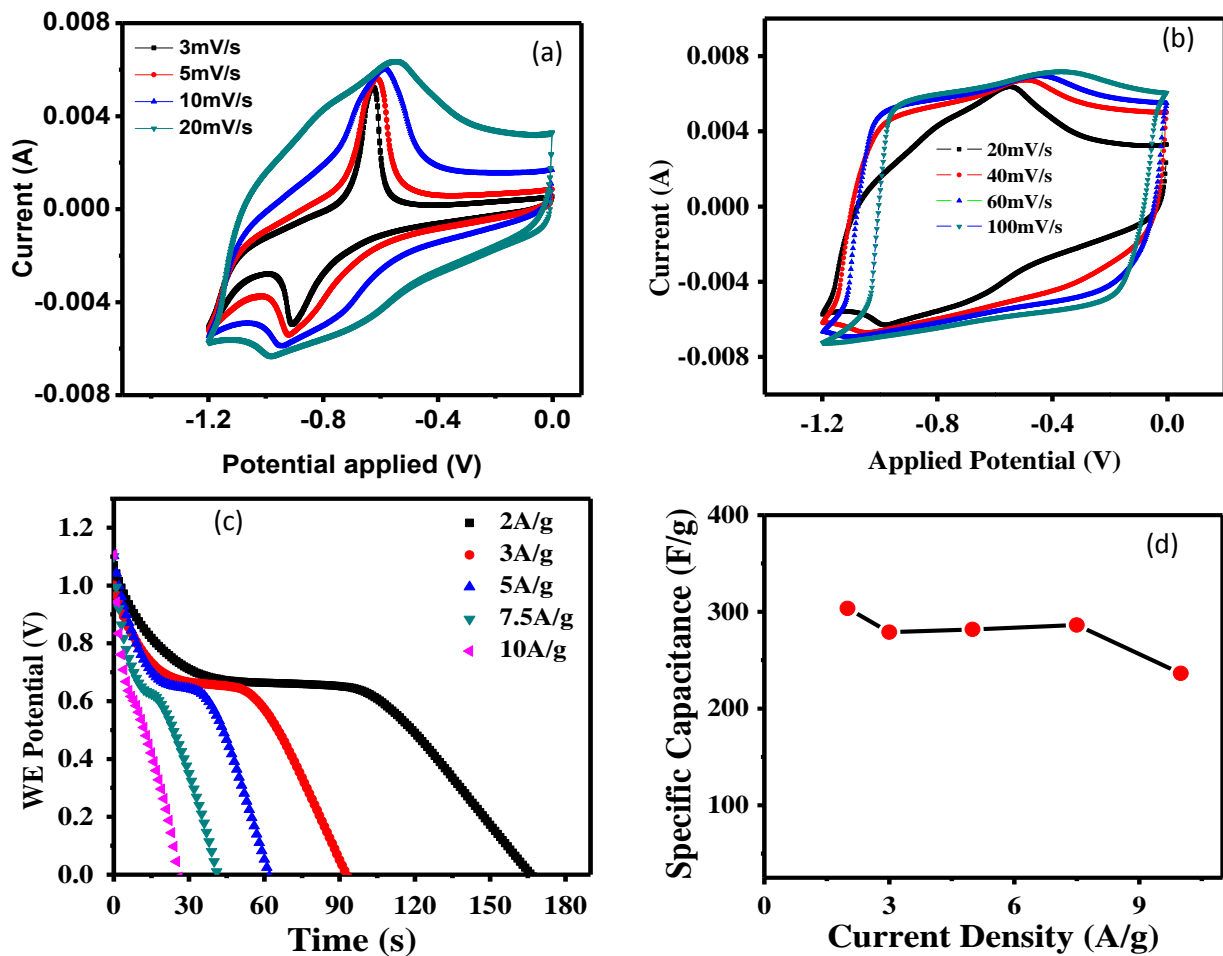 (a)
0.008
0.004
0.000
-0.004
-0.008
Current (A)
3mV/s
5mV/s
10mV/s
20mV/s
-1.2
-0.8
-0.4
0.0
Potential applied (V)
(b)
0.008
0.004
0.000
-0.004
-0.008
Current (A)
20mV/s
40mV/s
60mV/s
100mV/s
-1.2
-0.8
-0.4
0.0
Applied Potential (V)
(c)
1.2
1.0
0.8
0.6
0.4
0.2
0.0
WE Potential (V)
2A/g
3A/g
5A/g
7.5A/g
10A/g
0
30
60
90
120
150
180
Time (s)
(d)
400
300
200
100
Specific Capacitance (F/g)
0
3
6
9
Current Density (A/g)